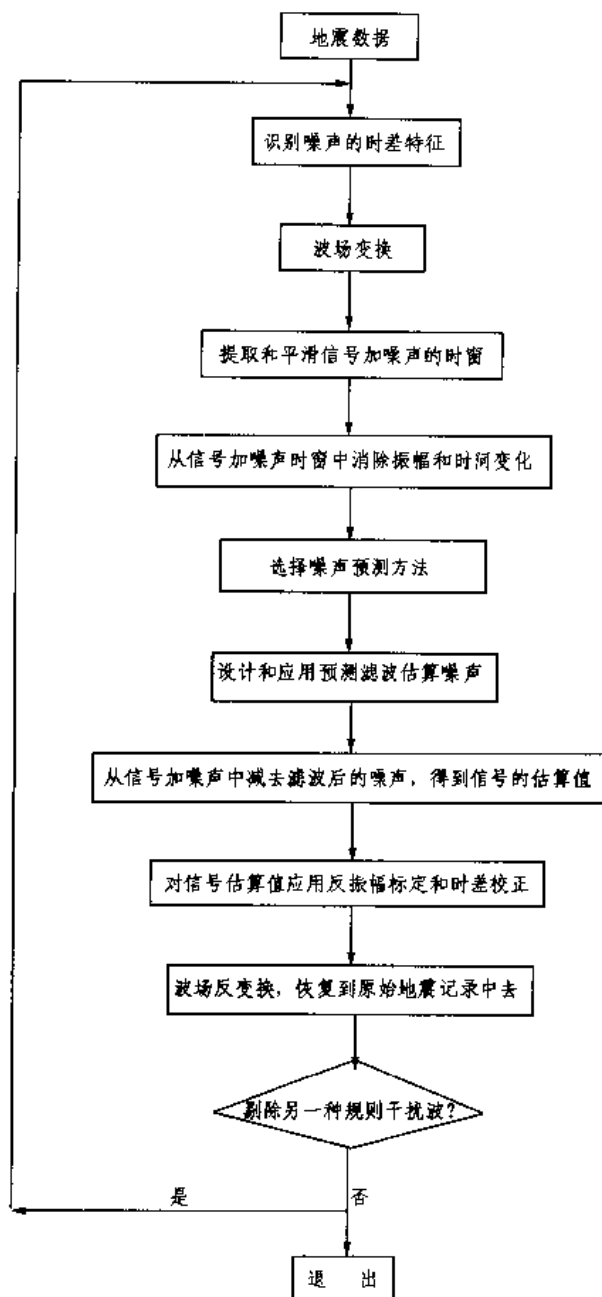 地震数据
识别噪声的时差特征
波场变换
提取和平滑信号加噪声的时窗
从信号加噪声时窗中消除振幅和时间变化
选择噪声预测方法
设计和应用预测滤波估算噪声
从信号加噪声中减去滤波后的噪声，得到信号的估算值
对信号估算值应用反振幅标定和时差校正
波场反变换，恢复到原始地震记录中去
剔除另一种规则干扰波？
是
否
退 出